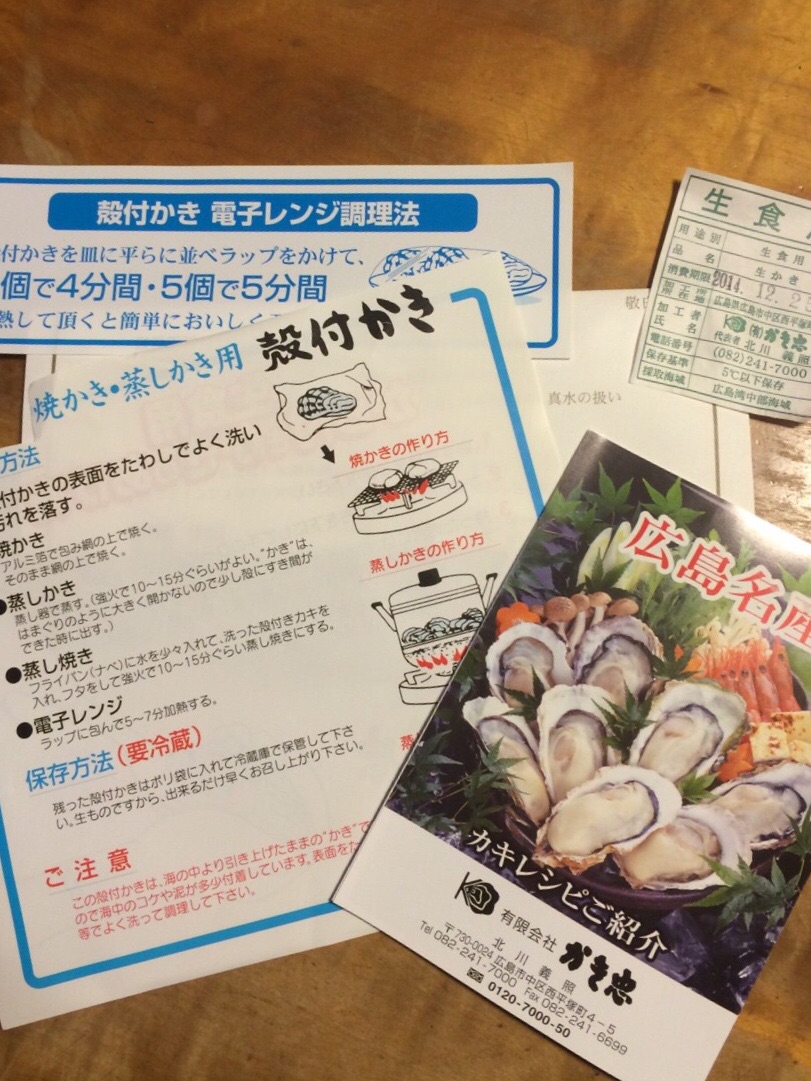 殻付かき 電子レンジ調理法
付かきを皿に平らに並べラップをかけて、
個で4分間・5個で5分間
熱して頂くと簡単においしく
生食
用途別 生食用
品名 生かき
消費期限 2014. 12. 2
加工所所在地 広島県広島市中区西平塚
加工者氏名 (有)かき忠
代表者 北川 義照
電話番号 (082)241-7000
保存基準 5℃以下保存
採取海域 広島湾中部海域
真水の扱い
焼かき・蒸しかき用 殻付かき
方法
付かきの表面をたわしでよく洗い
汚れを落す。
焼かき
アルミ箔で包み網の上で焼く。
そのまま網の上で焼く。
●蒸しかき
蒸し器で蒸す。(強火で10〜15分ぐらいがよい。"かき"は、
はまぐりのように大きく開かないので少し殻にすき間が
できた時に出す。)
●蒸し焼き
フライパン(ナベ)に水を少々入れて、洗った殻付きカキを
入れ、フタをして強火で10〜15分ぐらい蒸し焼きにする。
●電子レンジ
ラップに包んで5〜7分加熱する。
焼かきの作り方
蒸しかきの作り方
蒸
保存方法(要冷蔵)
残った殻付かきはポリ袋に入れて冷蔵庫で保管して下さ
い。生ものですから、出来るだけ早くお召し上がり下さい。
ご注意
この殻付かきは、海の中より引き上げたままの"かき"で
ので海中のコケや泥が多少付着しています。表面をた
等でよく洗って調理して下さい。
広島名産
カキレシピご紹介
有限会社 かき忠
北川義照
〒730-0024 広島市中区西平塚町4-5
Tel 082-241-7000 Fax 082-241-6699
0120-7000-50